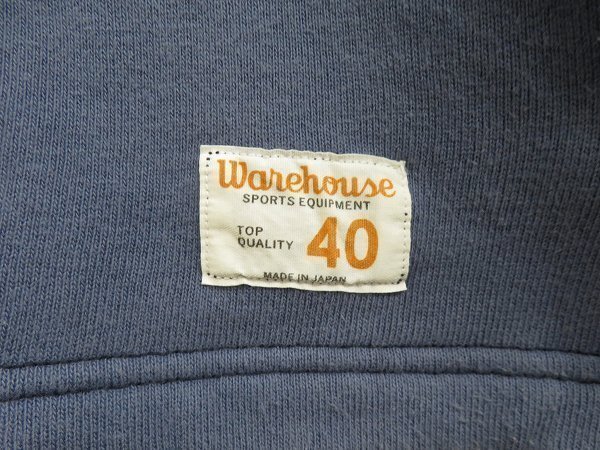 Warehouse
SPORTS EQUIPMENT
TOP
QUALITY
40
MADE IN JAPAN